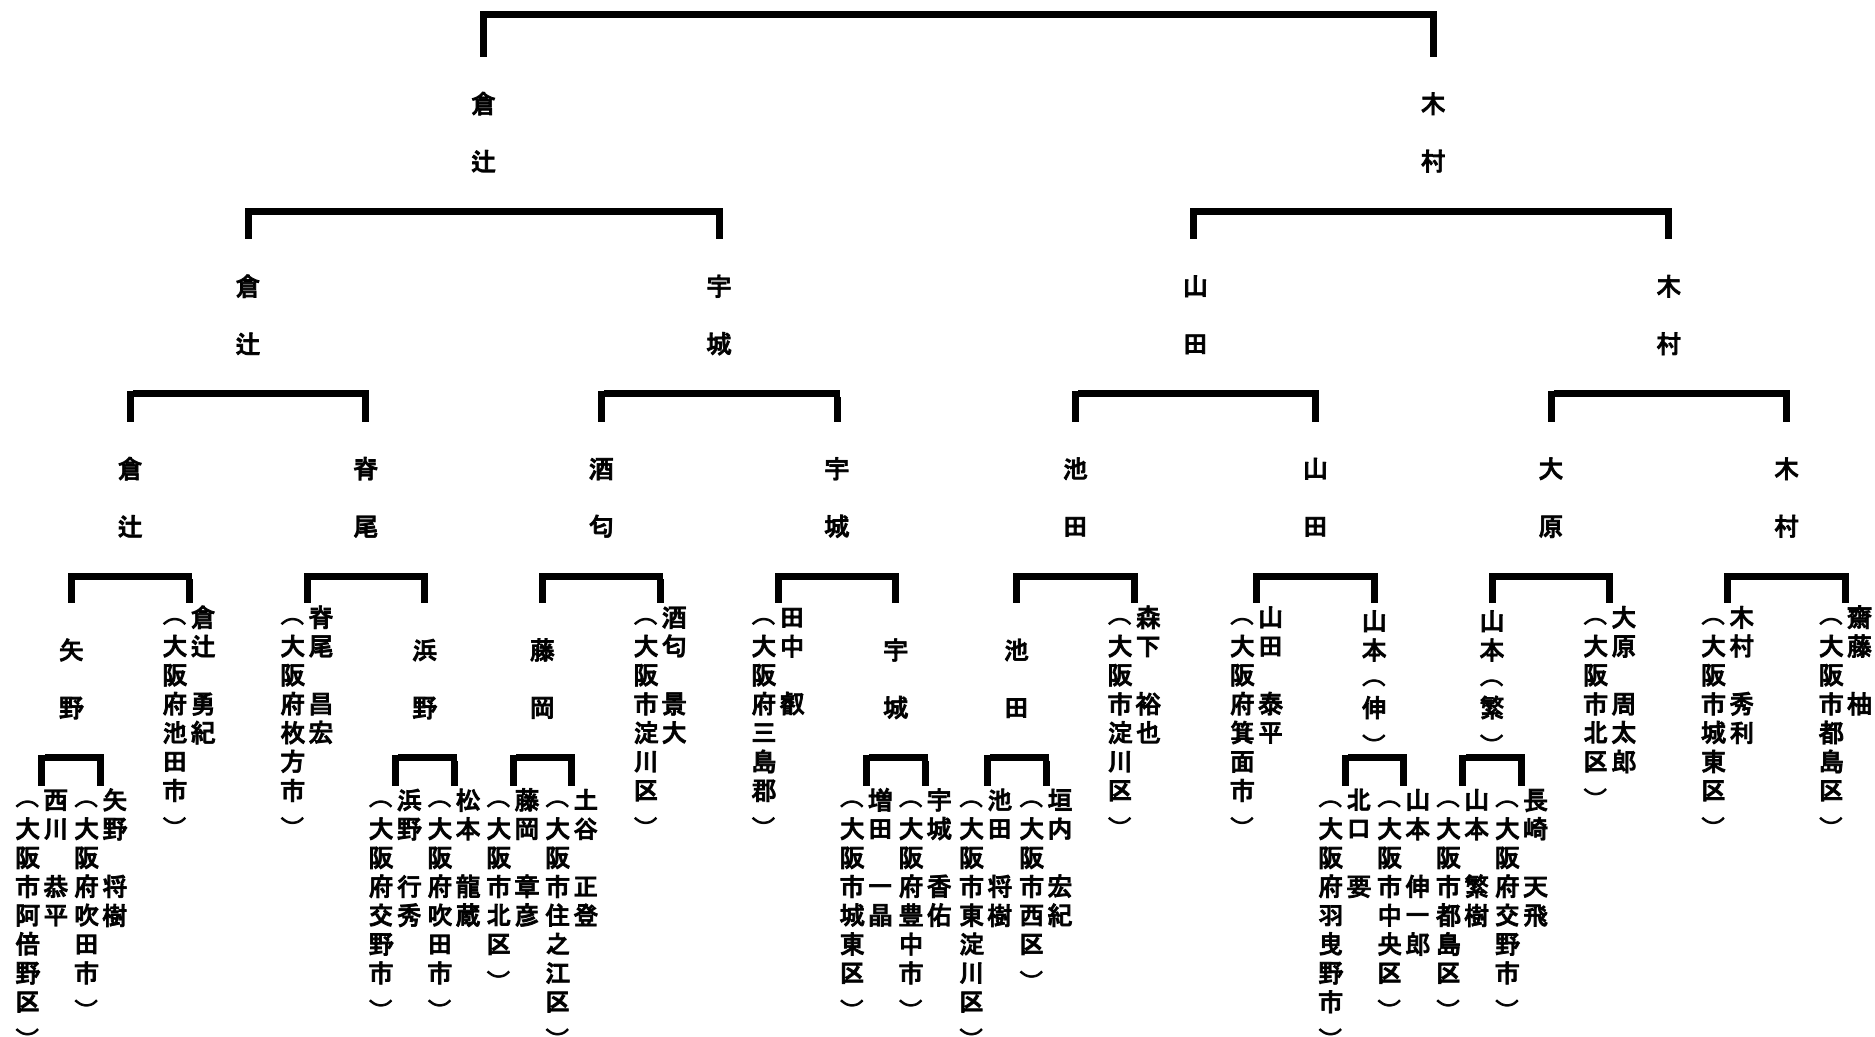 倉辻
木村
倉辻
宇城
山田
木村
倉辻
脊尾
酒匂
宇城
池田
山田
大原
木村
矢野
倉辻 勇紀
（大阪府池田市）
脊尾 昌宏
（大阪府枚方市）
浜野
藤岡
酒匂 景大
（大阪市淀川区）
田中 叡
（大阪府三島郡）
宇城
池田
森下 裕也
（大阪市淀川区）
山田 泰平
（大阪府箕面市）
山本（伸）
山本（繁）
大原 周太郎
（大阪市北区）
木村 秀利
（大阪市城東区）
齋藤 柚
（大阪市都島区）
西川 恭平
（大阪市阿倍野区）
矢野 将樹
（大阪府吹田市）
浜野 行秀
（大阪府交野市）
松本 龍蔵
（大阪府吹田市）
藤岡 章彦
（大阪市北区）
土谷 正登
（大阪市住之江区）
増田 一晶
（大阪市城東区）
宇城 香佑
（大阪府豊中市）
池田 将樹
（大阪市東淀川区）
垣内 宏紀
（大阪市西区）
北口 要
（大阪府羽曳野市）
山本 伸一郎
（大阪市中央区）
山本 繁樹
（大阪市都島区）
長崎 天飛
（大阪府交野市）